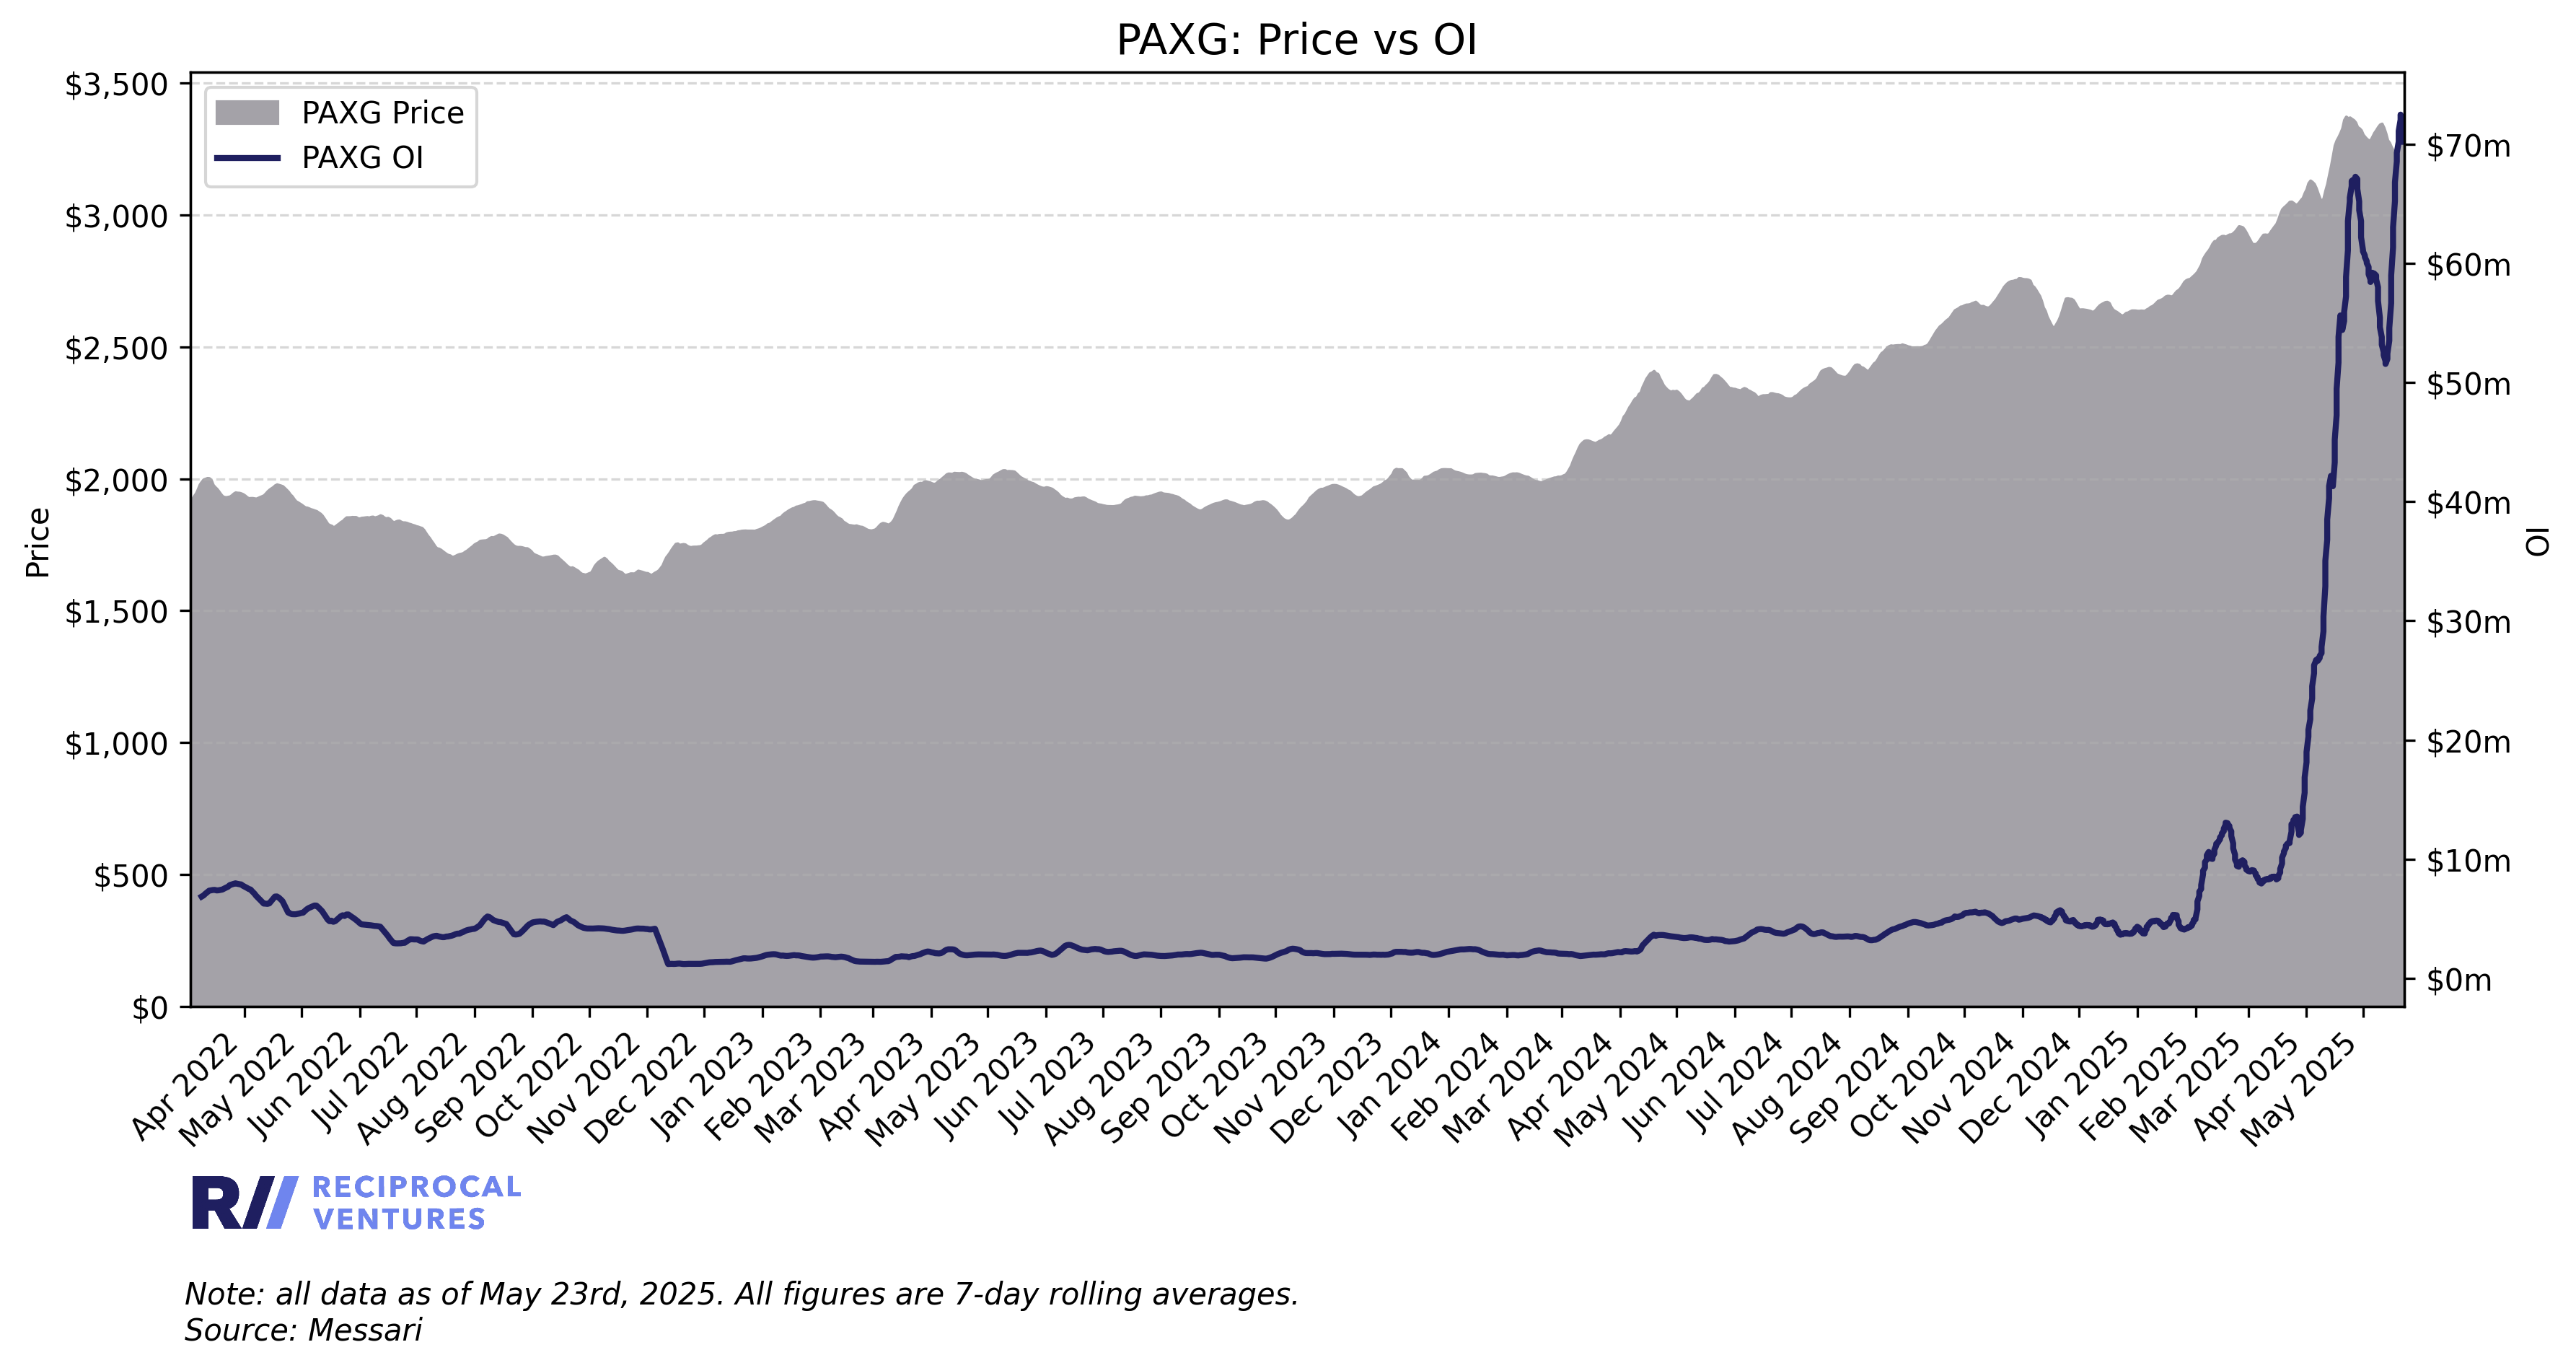 PAXG: Price vs OI
PAXG Price
PAXG OI
Price
$3,500
$3,000
$2,500
$2,000
$1,500
$1,000
$500
$0
OI
$70m
$60m
$50m
$40m
$30m
$20m
$10m
$0m
Apr 2022
May 2022
Jun 2022
Jul 2022
Aug 2022
Sep 2022
Oct 2022
Nov 2022
Dec 2022
Jan 2023
Feb 2023
Mar 2023
Apr 2023
May 2023
Jun 2023
Jul 2023
Aug 2023
Sep 2023
Oct 2023
Nov 2023
Dec 2023
Jan 2024
Feb 2024
Mar 2024
Apr 2024
May 2024
Jun 2024
Jul 2024
Aug 2024
Sep 2024
Oct 2024
Nov 2024
Dec 2024
Jan 2025
Feb 2025
Mar 2025
Apr 2025
May 2025
R// RECIPROCAL
VENTURES
Note: all data as of May 23rd, 2025. All figures are 7-day rolling averages.
Source: Messari